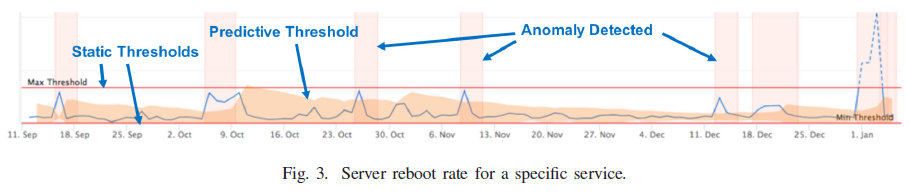 Predictive Threshold
Anomaly Detected
Static Thresholds
Max Threshold
Min Threshold
11. Sep 18. Sep 25. Sep 2. Oct 9. Oct 16. Oct 23. Oct 30. Oct 6. Nov 13. Nov 20. Nov 27. Nov 4. Dec 11. Dec 18. Dec 25. Dec 1. Jan
Fig. 3. Server reboot rate for a specific service.